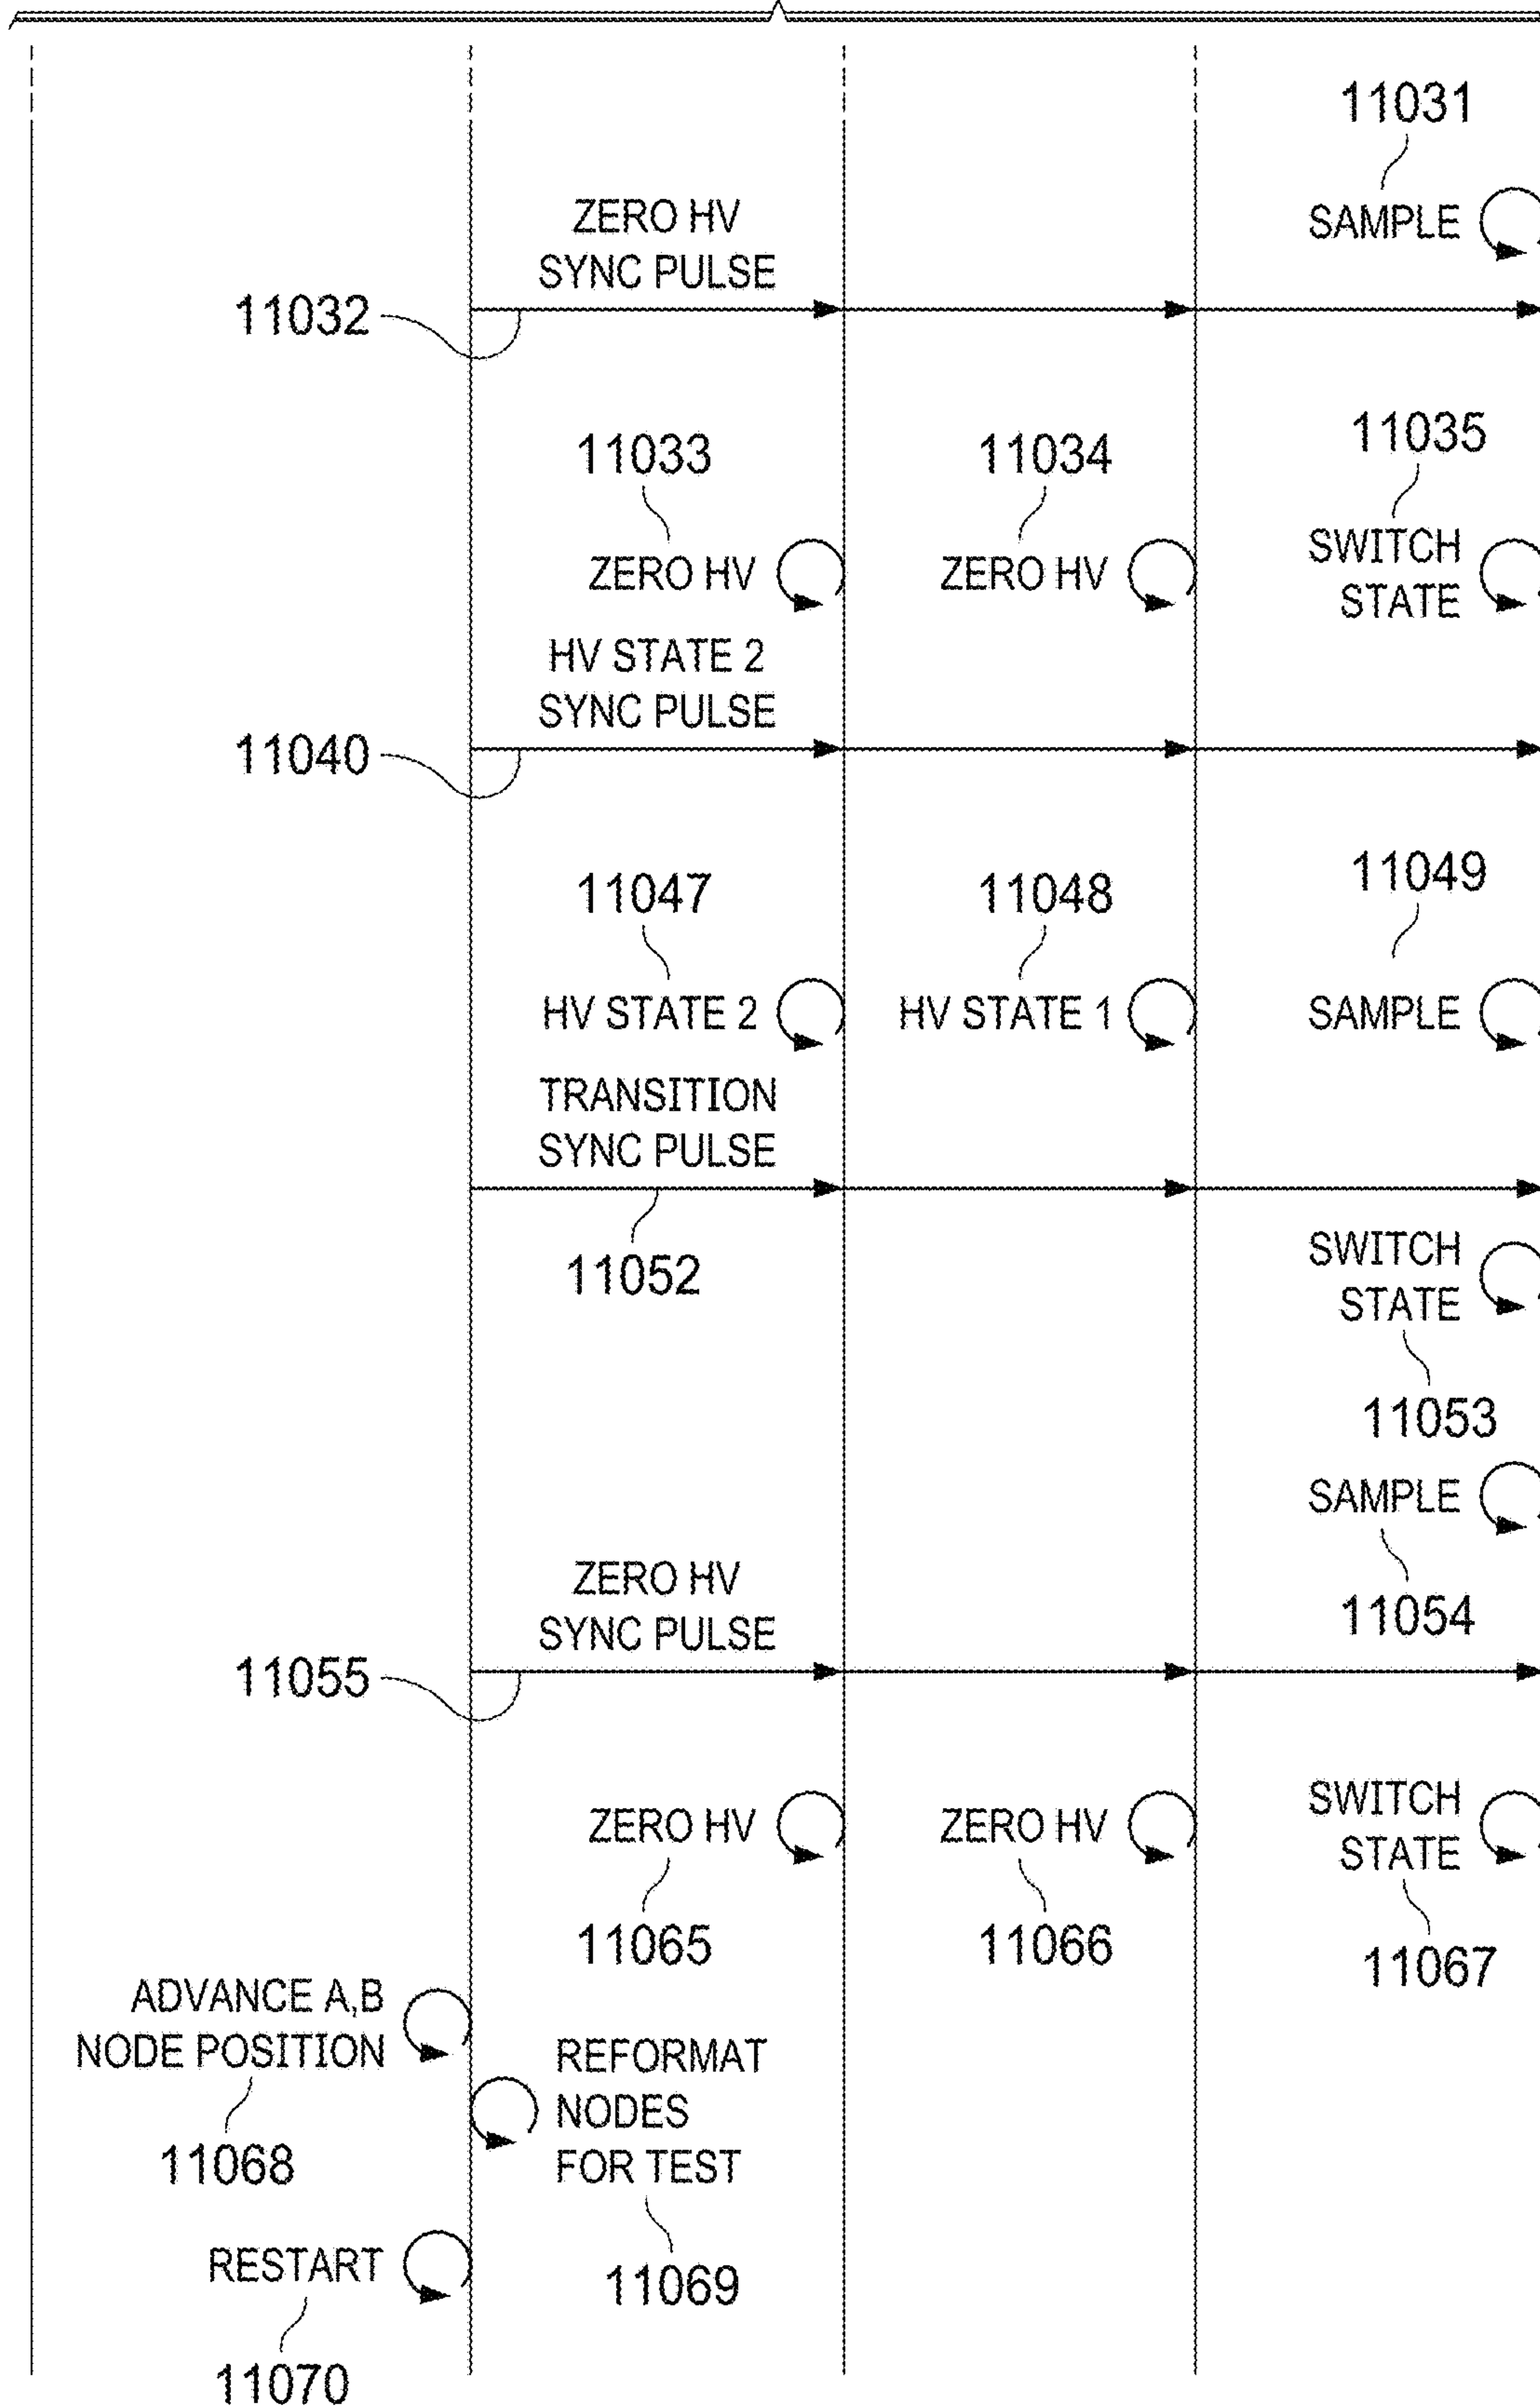 11031
ZERO HV
SYNC PULSE
SAMPLE
11032
11033
11034
11035
ZERO HV
ZERO HV
SWITCH
STATE
HV STATE 2
SYNC PULSE
11040
11047
11048
11049
HV STATE 2
HV STATE 1
SAMPLE
TRANSITION
SYNC PULSE
11052
SWITCH
STATE
11053
SAMPLE
11054
ZERO HV
SYNC PULSE
11055
ZERO HV
ZERO HV
SWITCH
STATE
11065
11066
11067
ADVANCE A,B
NODE POSITION
11068
REFORMAT
NODES
FOR TEST
11069
RESTART
11070